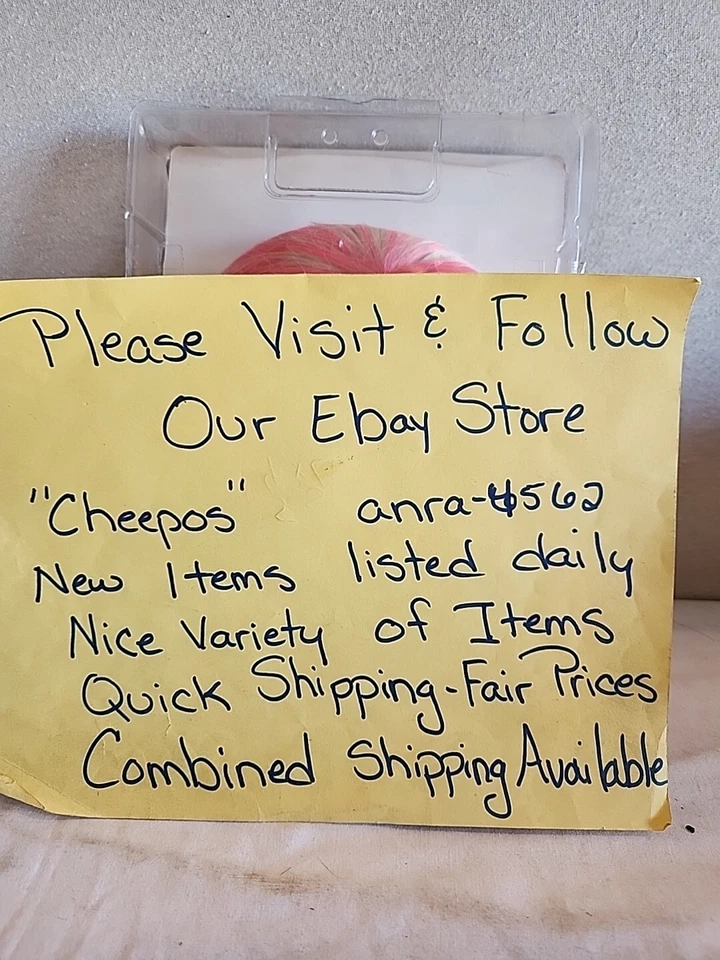 Please Visit & Follow
Our Ebay Store
"Cheepos" anra-4562
New Items listed daily
Nice Variety of Items
Quick Shipping-Fair Prices
Combined Shipping Available